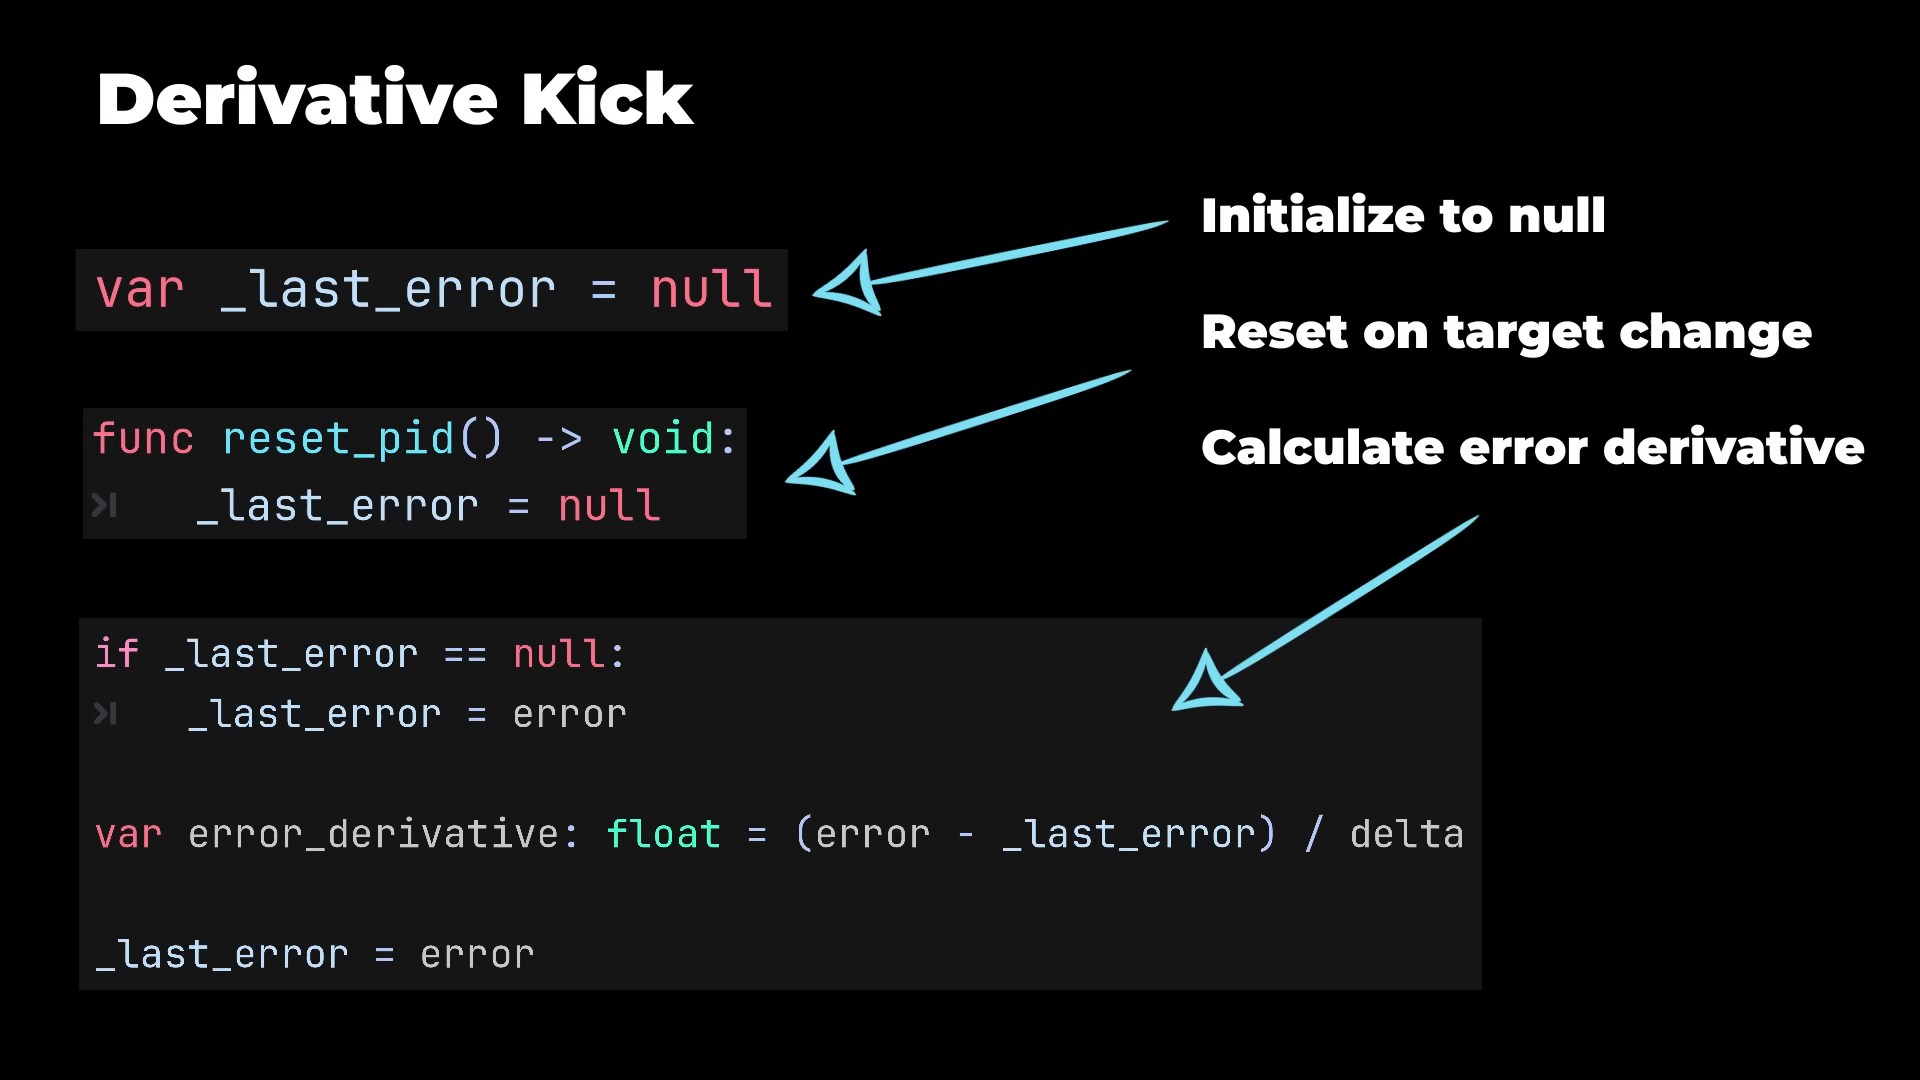 Derivative Kick
Initialize to null
var _last_error = null
Reset on target change
func reset_pid() -> void:
_last_error = null
Calculate error derivative
if _last_error == null:
_last_error = error
var error_derivative: float = (error - _last_error) / delta
_last_error = error